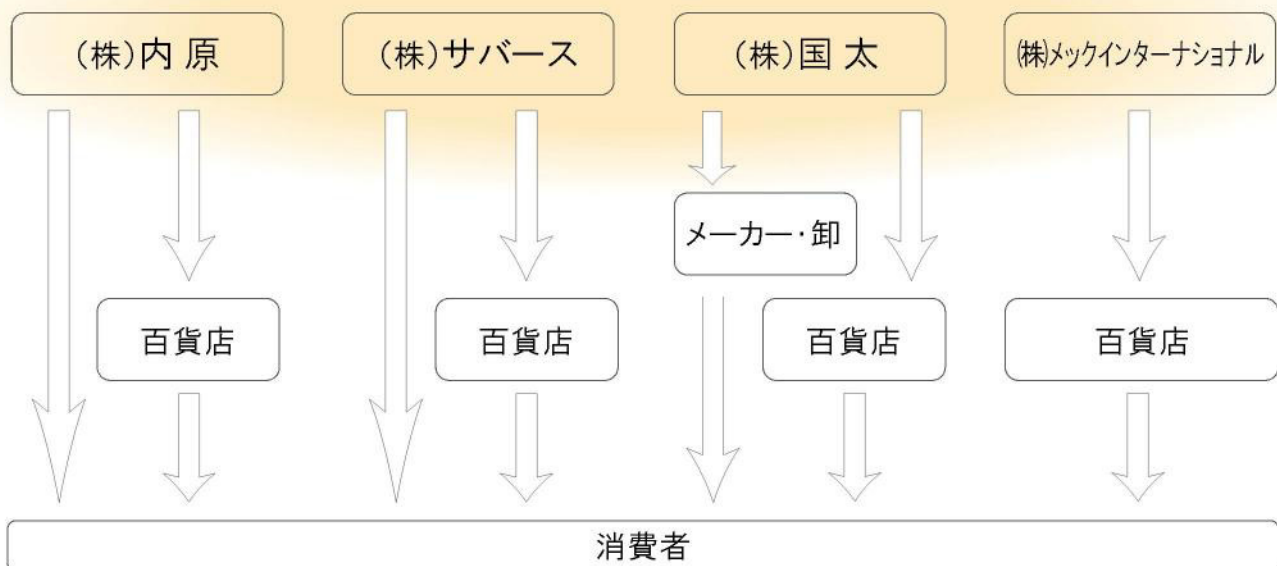 (株)内 原
(株)サバース
(株)国 太
㈱メックインターナショナル
メーカー・卸
百貨店
百貨店
百貨店
百貨店
消費者